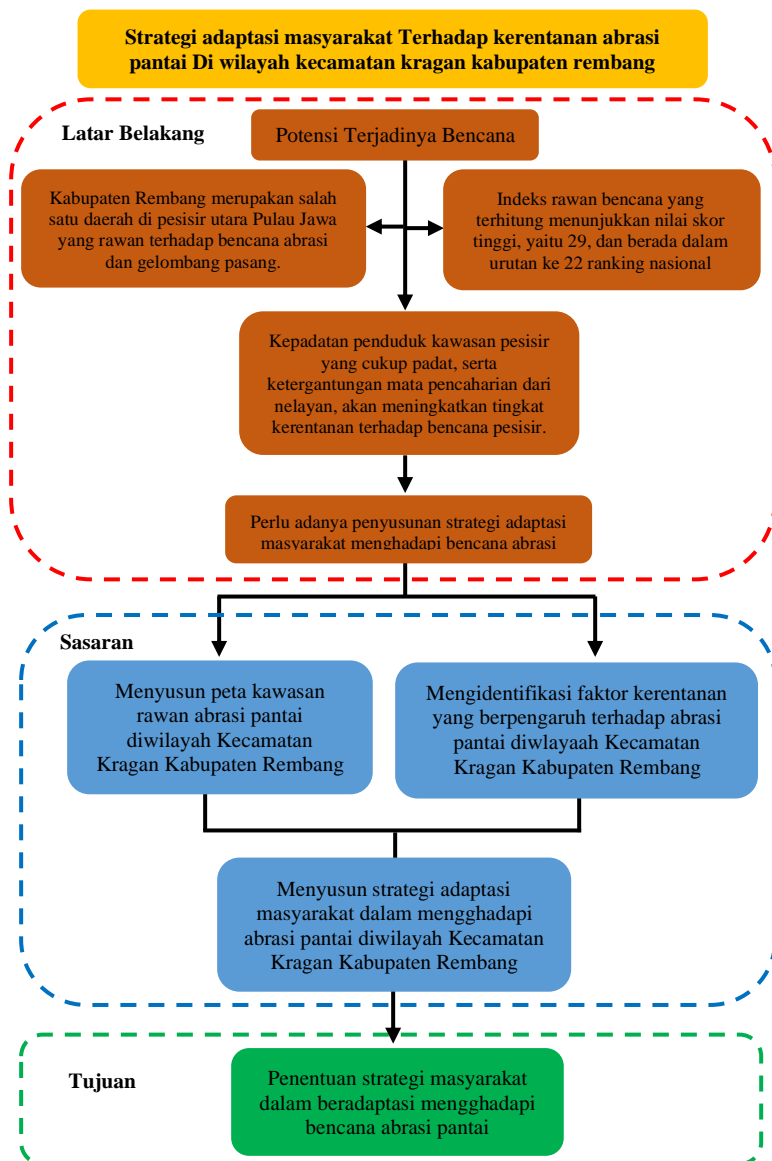 Strategi adaptasi masyarakat Terhadap kerentanan abrasi
pantai Di wilayah kecamatan kragan kabupaten rembang
Latar Belakang
Potensi Terjadinya Bencana
Kabupaten Rembang merupakan salah
satu daerah di pesisir utara Pulau Jawa
yang rawan terhadap bencana abrasi
dan gelombang pasang.
Indeks rawan bencana yang
terhitung menunjukkan nilai skor
tinggi, yaitu 29, dan berada dalam
urutan ke 22 ranking nasional
Kepadatan penduduk kawasan pesisir
yang cukup padat, serta
ketergantungan mata pencaharian dari
nelayan, akan meningkatkan tingkat
kerentanan terhadap bencana pesisir.
Perlu adanya penyusunan strategi adaptasi
masyarakat menghadapi bencana abrasi
Sasaran
Menyusun peta kawasan
rawan abrasi pantai
diwilayah Kecamatan
Kragan Kabupaten Rembang
Mengidentifikasi faktor kerentanan
yang berpengaruh terhadap abrasi
pantai diwlayaah Kecamatan
Kragan Kabupaten Rembang
Menyusun strategi adaptasi
masyarakat dalam mengghadapi
abrasi pantai diwilayah Kecamatan
Kragan Kabupaten Rembang
Tujuan
Penentuan strategi masyarakat
dalam beradaptasi mengghadapi
bencana abrasi pantai